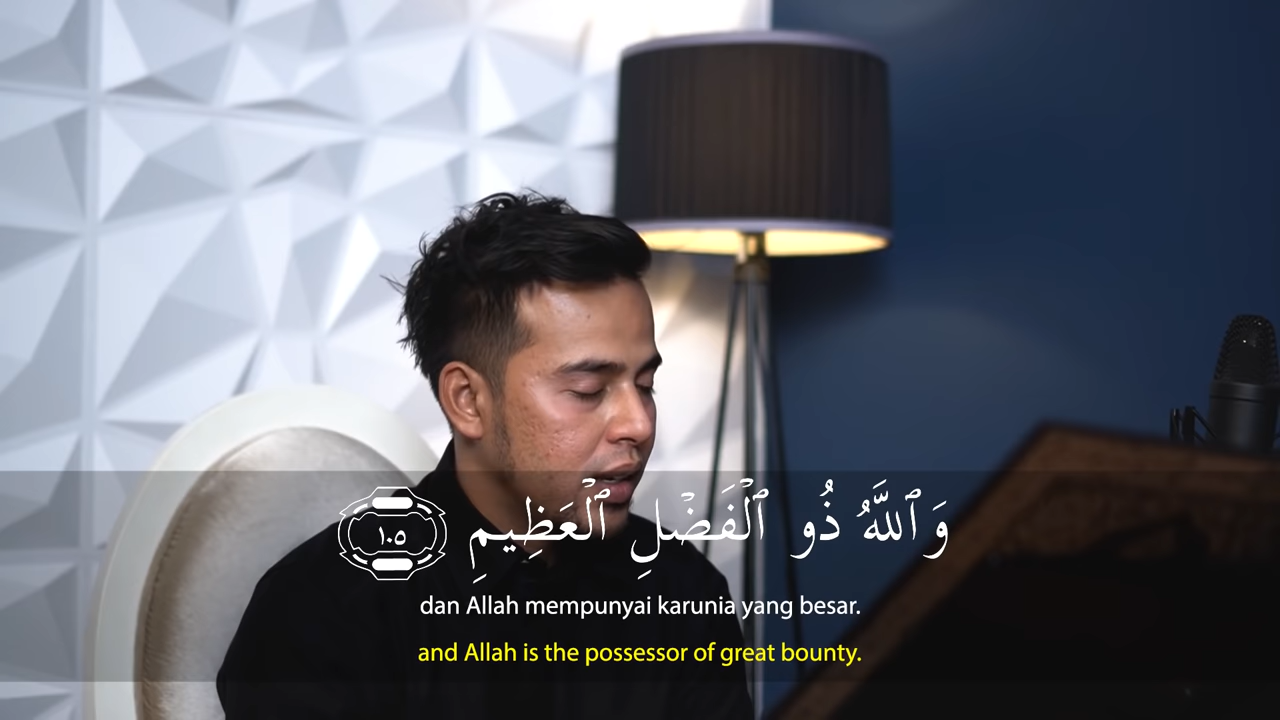 وَٱللَّهُ ذُو ٱلْفَضْلِ ٱلْعَظِيمِ ١٠٥
dan Allah mempunyai karunia yang besar.
and Allah is the possessor of great bounty.